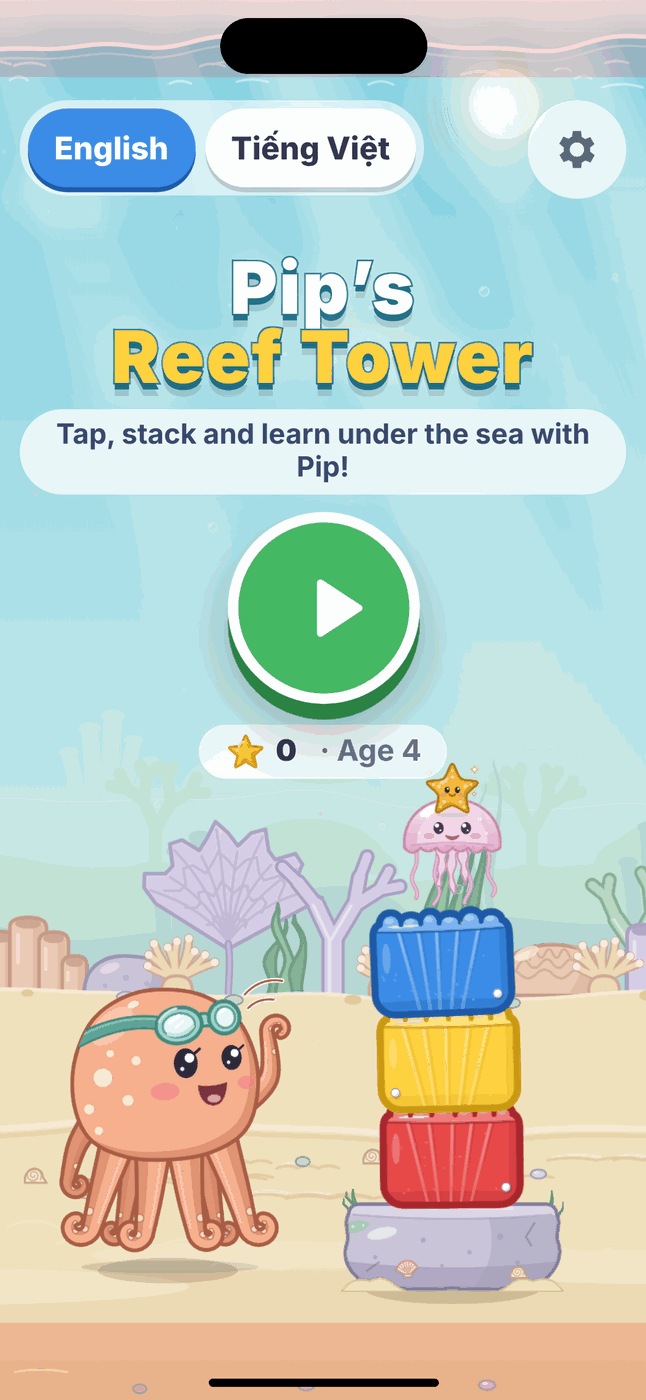 English
Tiếng Việt
Pip's
Reef Tower
Tap, stack and learn under the sea with
Pip!
0 · Age 4